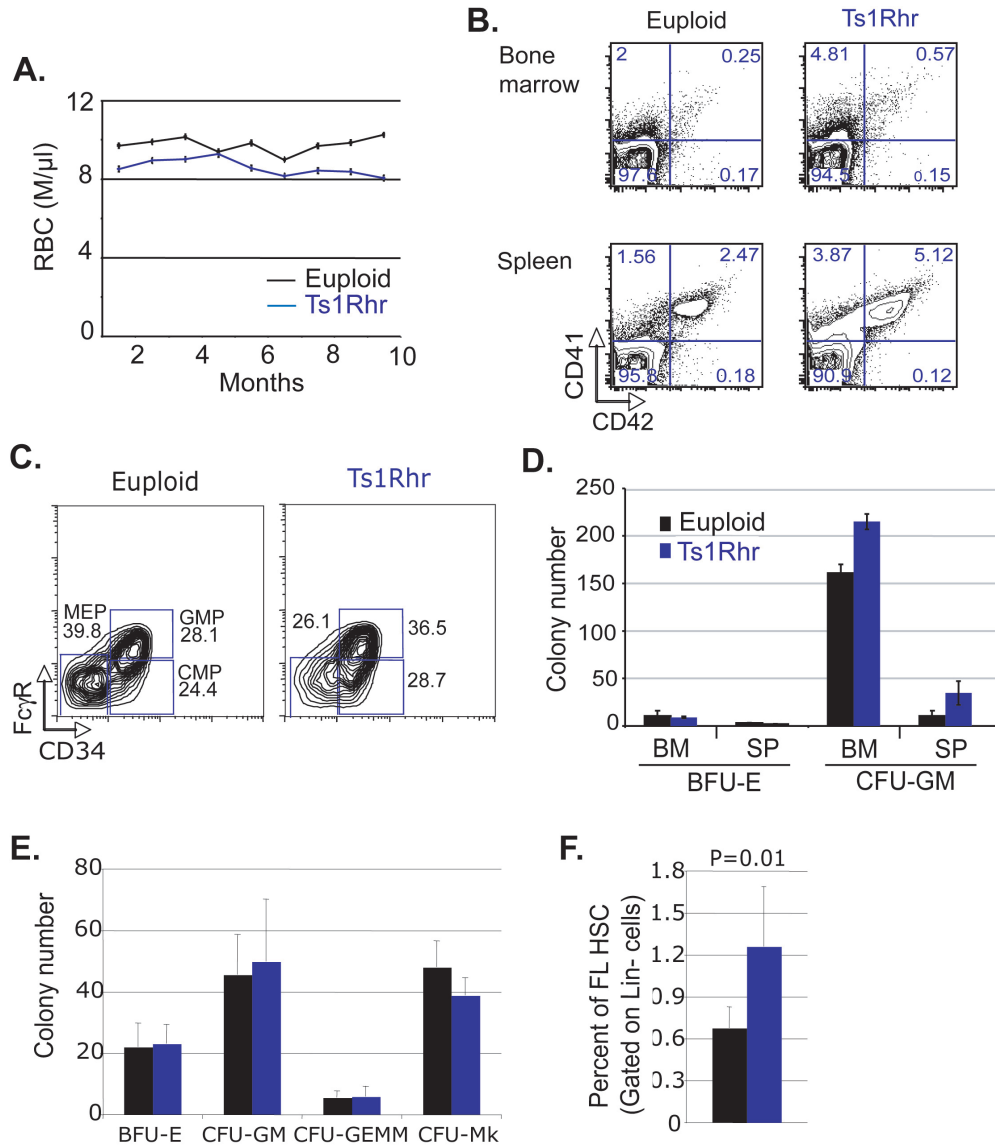 A.
12
8
4
0
RBC (M/µl)
Euploid
Ts1Rhr
2 4 6 8 10
Months
B.
Euploid Ts1Rhr
Bone
marrow
2 0.25
97.6 0.17
4.81 0.57
94.5 0.15
Spleen
1.56 2.47
95.8 0.18
3.87 5.12
90.9 0.12
CD41
CD42
C.
Euploid Ts1Rhr
MEP
39.8
GMP
28.1
CMP
24.4
26.1
36.5
28.7
FcγR
CD34
D.
250
200
150
100
50
0
Colony number
Euploid
Ts1Rhr
BM SP BM SP
BFU-E CFU-GM
E.
80
60
40
20
0
Colony number
BFU-E CFU-GM CFU-GEMM CFU-Mk
F.
P=0.01
1.8
1.5
1.2
0.9
0.6
0.3
0
Percent of FL HSC
(Gated on Lin- cells)